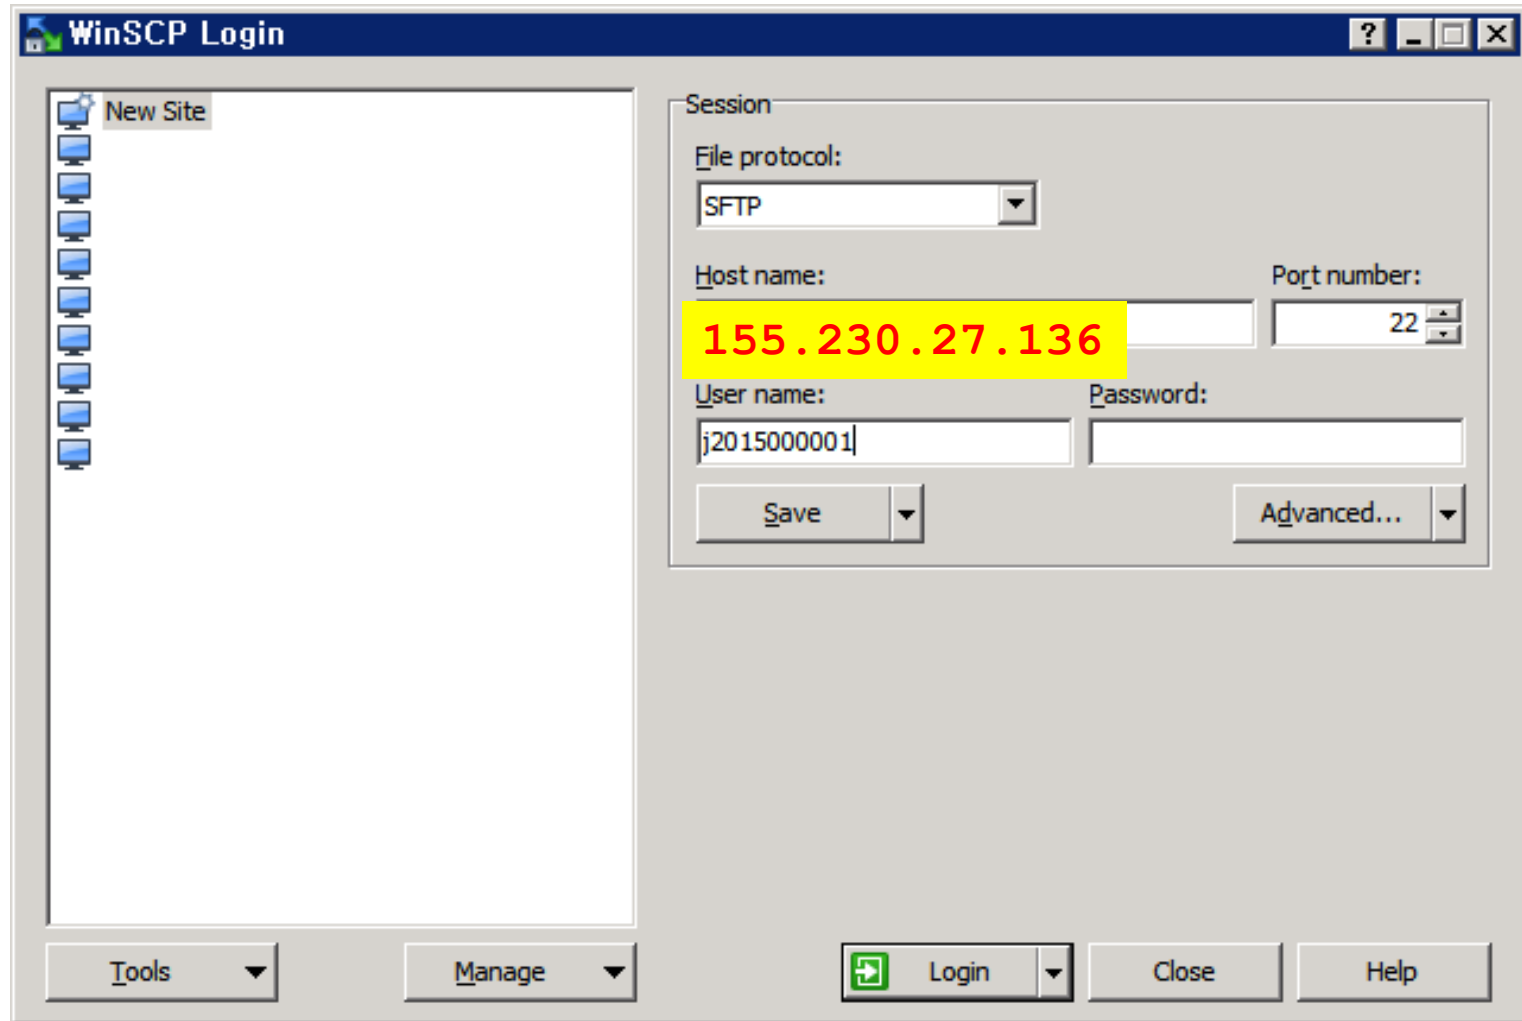 WinSCP Login
New Site
Session
File protocol:
SFTP
Host name:
Port number:
155.230.27.136
22
User name:
Password:
j2015000001
Save
Advanced...
Tools
Manage
Login
Close
Help